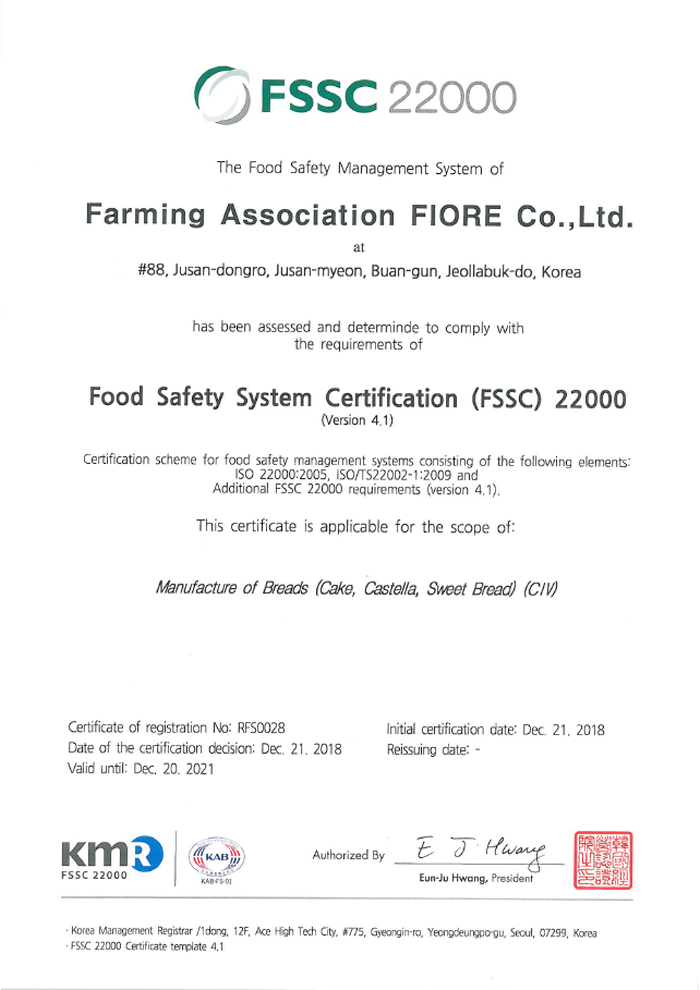 FSSC 22000
The Food Safety Management System of
Farming Association FIORE Co.,Ltd.
at
#88, Jusan-dongro, Jusan-myeon, Buan-gun, Jeollabuk-do, Korea
has been assessed and determinde to comply with
the requirements of
Food Safety System Certification (FSSC) 22000
(Version 4.1)
Certification scheme for food safety management systems consisting of the following elements:
ISO 22000:2005, ISO/TS22002-1:2009 and
Additional FSSC 22000 requirements (version 4.1).
This certificate is applicable for the scope of:
Manufacture of Breads (Cake, Castella, Sweet Bread) (CIV)
Certificate of registration No: RFS0028
Date of the certification decision: Dec. 21. 2018
Valid until: Dec. 20. 2021
Initial certification date: Dec. 21. 2018
Reissuing date: -
KMR
FSSC 22000
KAB
KAB-FS-01
Authorized By
E J Hwang
Eun-Ju Hwang, President
· Korea Management Registrar /1dong, 12F, Ace High Tech City, #775, Gyeongin-ro, Yeongdeungpo-gu, Seoul, 07299, Korea
· FSSC 22000 Certificate template 4.1